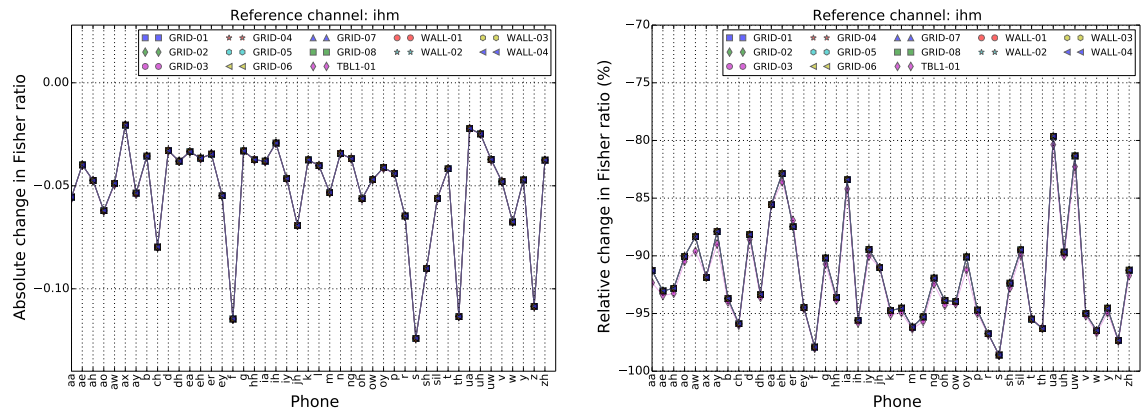 Reference channel: ihm
GRID-01 GRID-04 GRID-07 WALL-01 WALL-03
GRID-02 GRID-05 GRID-08 WALL-02 WALL-04
GRID-03 GRID-06 TBL1-01
0.00
−0.05
−0.10
Absolute change in Fisher ratio
aa ae ah ao aw ax ay b ch d dh ea eh er ey f g hh ia ih iy jh k l m n ng oh ow oy p r s sh sil t th ua uh uw v w y z zh
Phone
Reference channel: ihm
GRID-01 GRID-04 GRID-07 WALL-01 WALL-03
GRID-02 GRID-05 GRID-08 WALL-02 WALL-04
GRID-03 GRID-06 TBL1-01
−70
−75
−80
−85
−90
−95
−100
Relative change in Fisher ratio (%)
aa ae ah ao aw ax ay b ch d dh ea eh er ey f g hh ia ih iy jh k l m n ng oh ow oy p r s sh sil t th ua uh uw v w y z zh
Phone